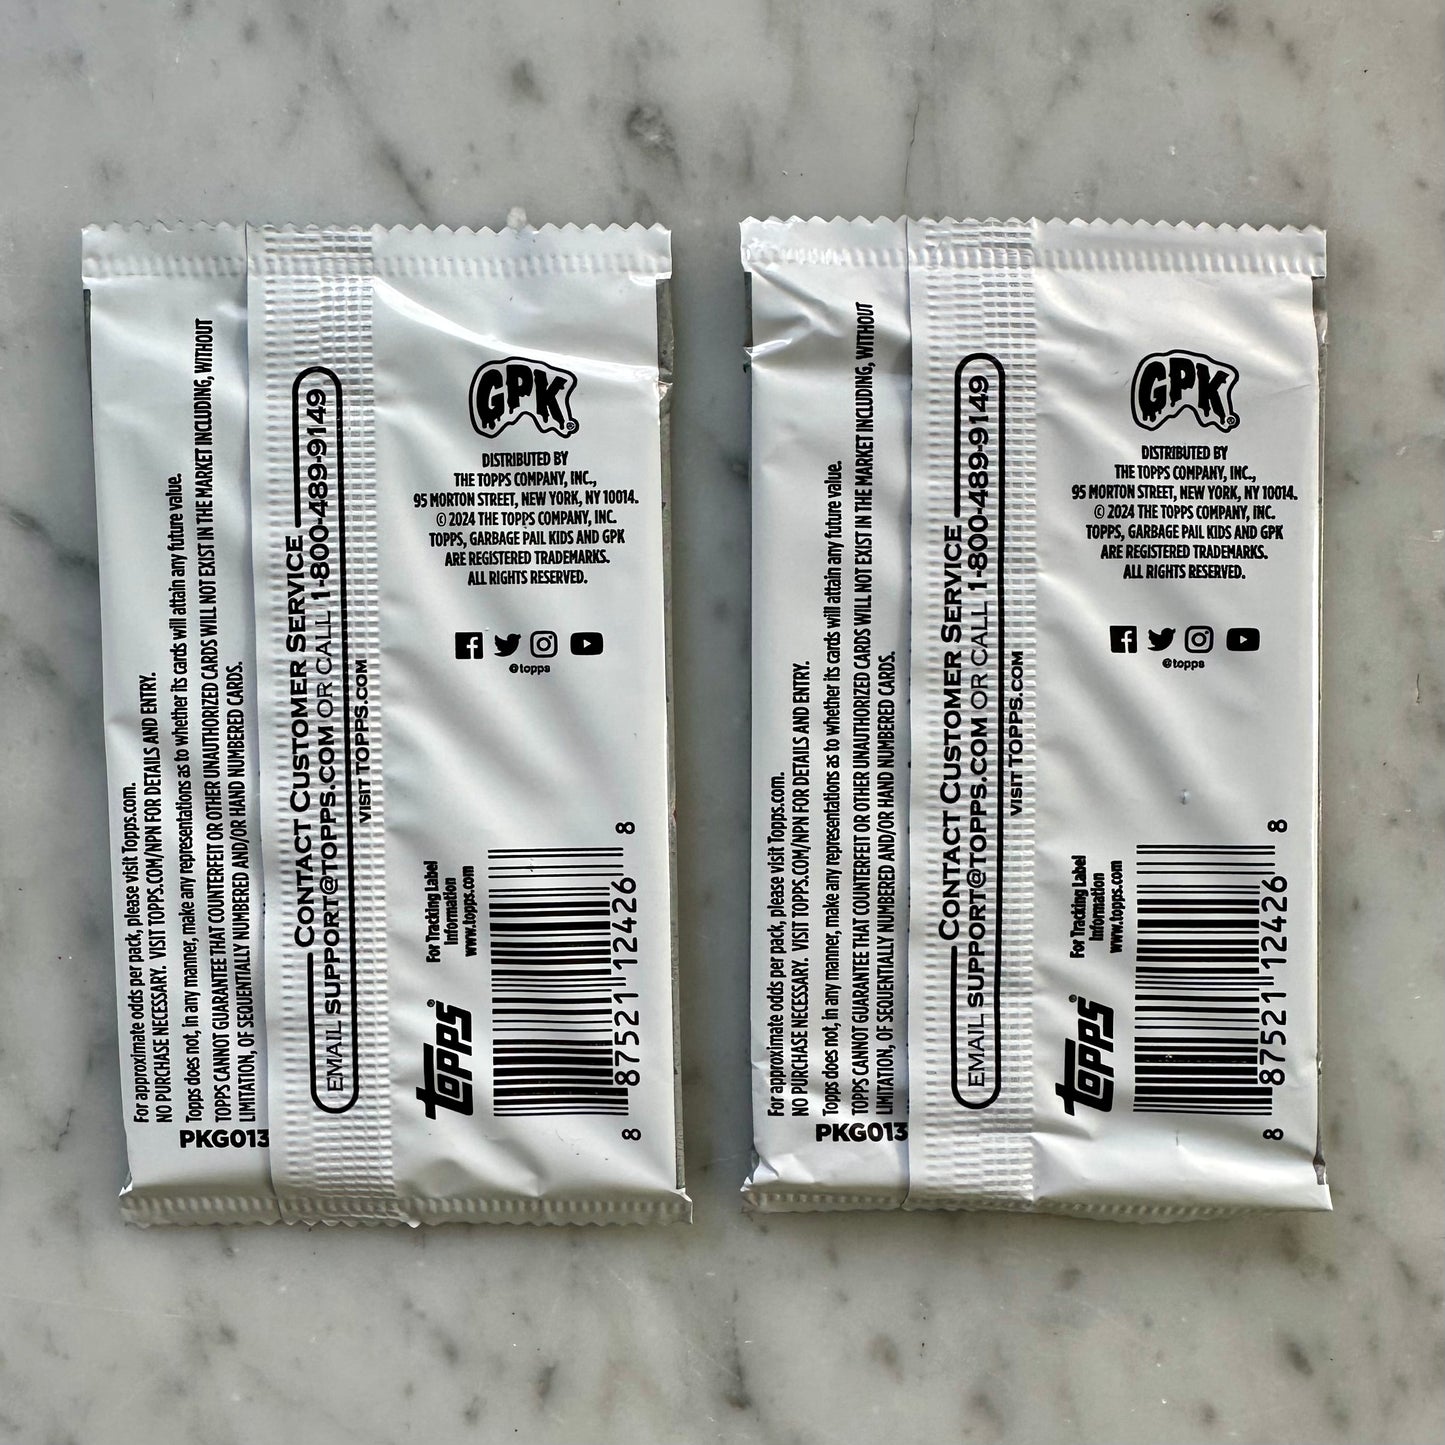 For approximate odds per pack, please visit Topps.com.
NO PURCHASE NECESSARY. VISIT TOPPS.COM/NPN FOR DETAILS AND ENTRY.
Topps does not, in any manner, make any representations as to whether its cards will attain any future value.
TOPPS CANNOT GUARANTEE THAT COUNTERFEIT OR OTHER UNAUTHORIZED CARDS WILL NOT EXIST IN THE MARKET INCLUDING, WITHOUT
LIMITATION, OF SEQUENTIALLY NUMBERED AND/OR HAND NUMBERED CARDS.
PKG013
CONTACT CUSTOMER SERVICE
EMAIL SUPPORT@TOPPS.COM OR CALL 1-800-489-9149
VISIT TOPPS.COM
GPK®
DISTRIBUTED BY
THE TOPPS COMPANY, INC.,
95 MORTON STREET, NEW YORK, NY 10014.
© 2024 THE TOPPS COMPANY, INC.
TOPPS, GARBAGE PAIL KIDS AND GPK
ARE REGISTERED TRADEMARKS.
ALL RIGHTS RESERVED.
@topps
For Tracking Label
Information
www.topps.com
topps®
8 87521 12426 8
For approximate odds per pack, please visit Topps.com.
NO PURCHASE NECESSARY. VISIT TOPPS.COM/NPN FOR DETAILS AND ENTRY.
Topps does not, in any manner, make any representations as to whether its cards will attain any future value.
TOPPS CANNOT GUARANTEE THAT COUNTERFEIT OR OTHER UNAUTHORIZED CARDS WILL NOT EXIST IN THE MARKET INCLUDING, WITHOUT
LIMITATION, OF SEQUENTIALLY NUMBERED AND/OR HAND NUMBERED CARDS.
PKG013
CONTACT CUSTOMER SERVICE
EMAIL SUPPORT@TOPPS.COM OR CALL 1-800-489-9149
VISIT TOPPS.COM
GPK®
DISTRIBUTED BY
THE TOPPS COMPANY, INC.,
95 MORTON STREET, NEW YORK, NY 10014.
© 2024 THE TOPPS COMPANY, INC.
TOPPS, GARBAGE PAIL KIDS AND GPK
ARE REGISTERED TRADEMARKS.
ALL RIGHTS RESERVED.
@topps
For Tracking Label
Information
www.topps.com
topps®
8 87521 12426 8